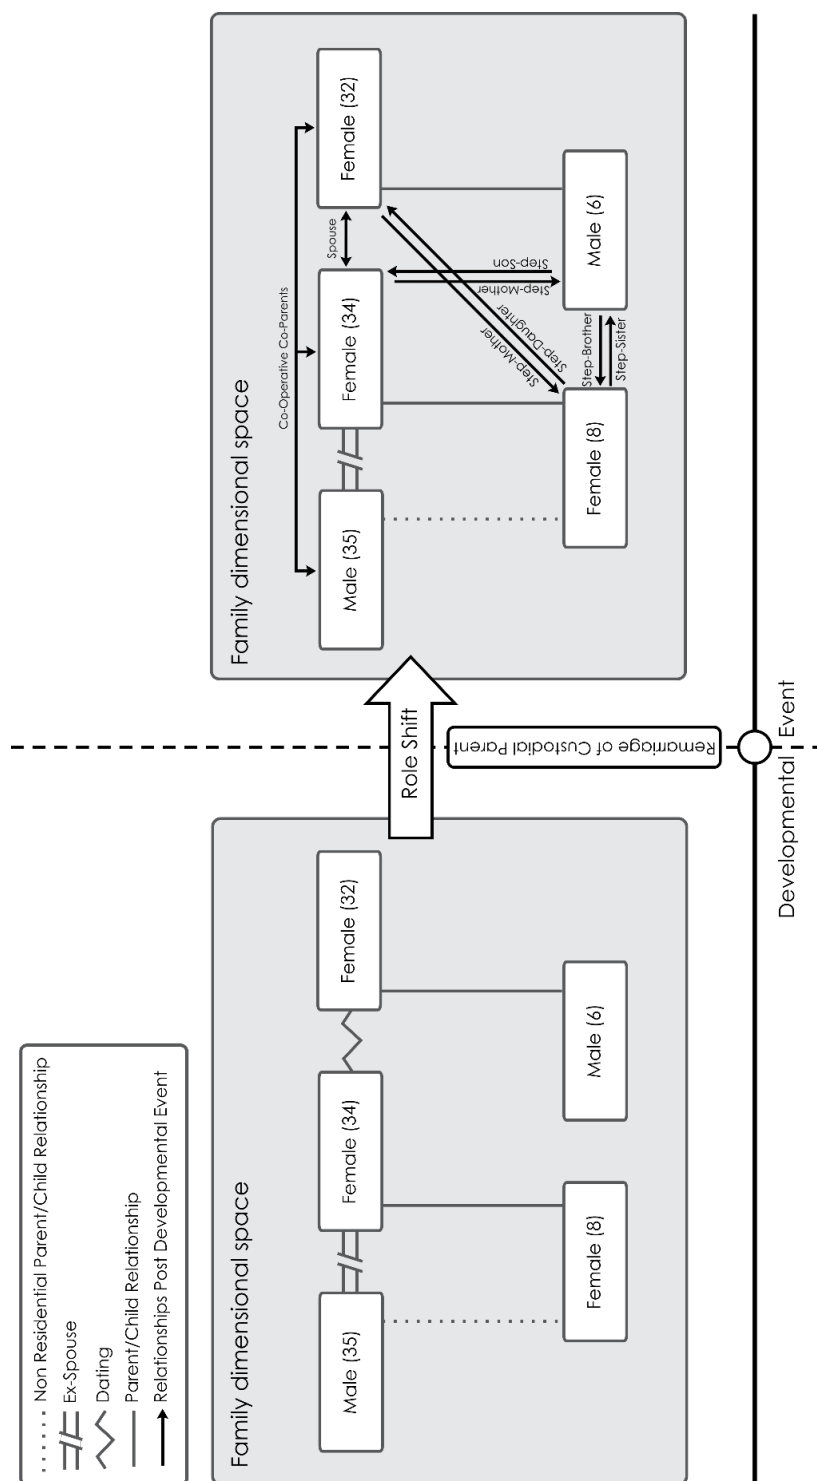 Non Residential Parent/Child Relationship
Ex-Spouse
Dating
Parent/Child Relationship
Relationships Post Developmental Event
Family dimensional space
Male (35)
Female (34)
Female (32)
Female (8)
Male (6)
Role Shift
Remarriage of Custodial Parent
Developmental Event
Family dimensional space
Co-Operative Co-Parents
Male (35)
Female (34)
Spouse
Female (32)
Step-Mother
Step-Son
Step-Mother
Step-Daughter
Female (8)
Step-Brother
Step-Sister
Male (6)